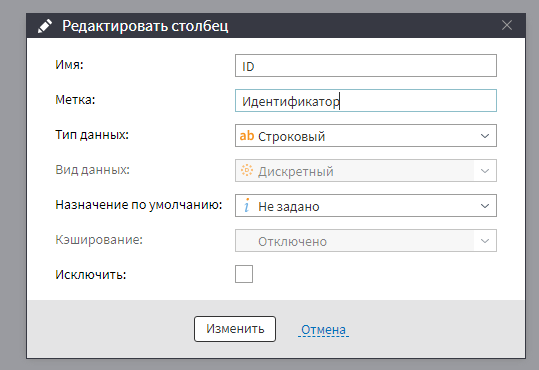 Редактировать столбец
Имя: ID
Метка: Идентификатор
Тип данных: ab Строковый
Вид данных: Дискретный
Назначение по умолчанию: i Не задано
Кэширование: Отключено
Исключить:
Изменить Отмена